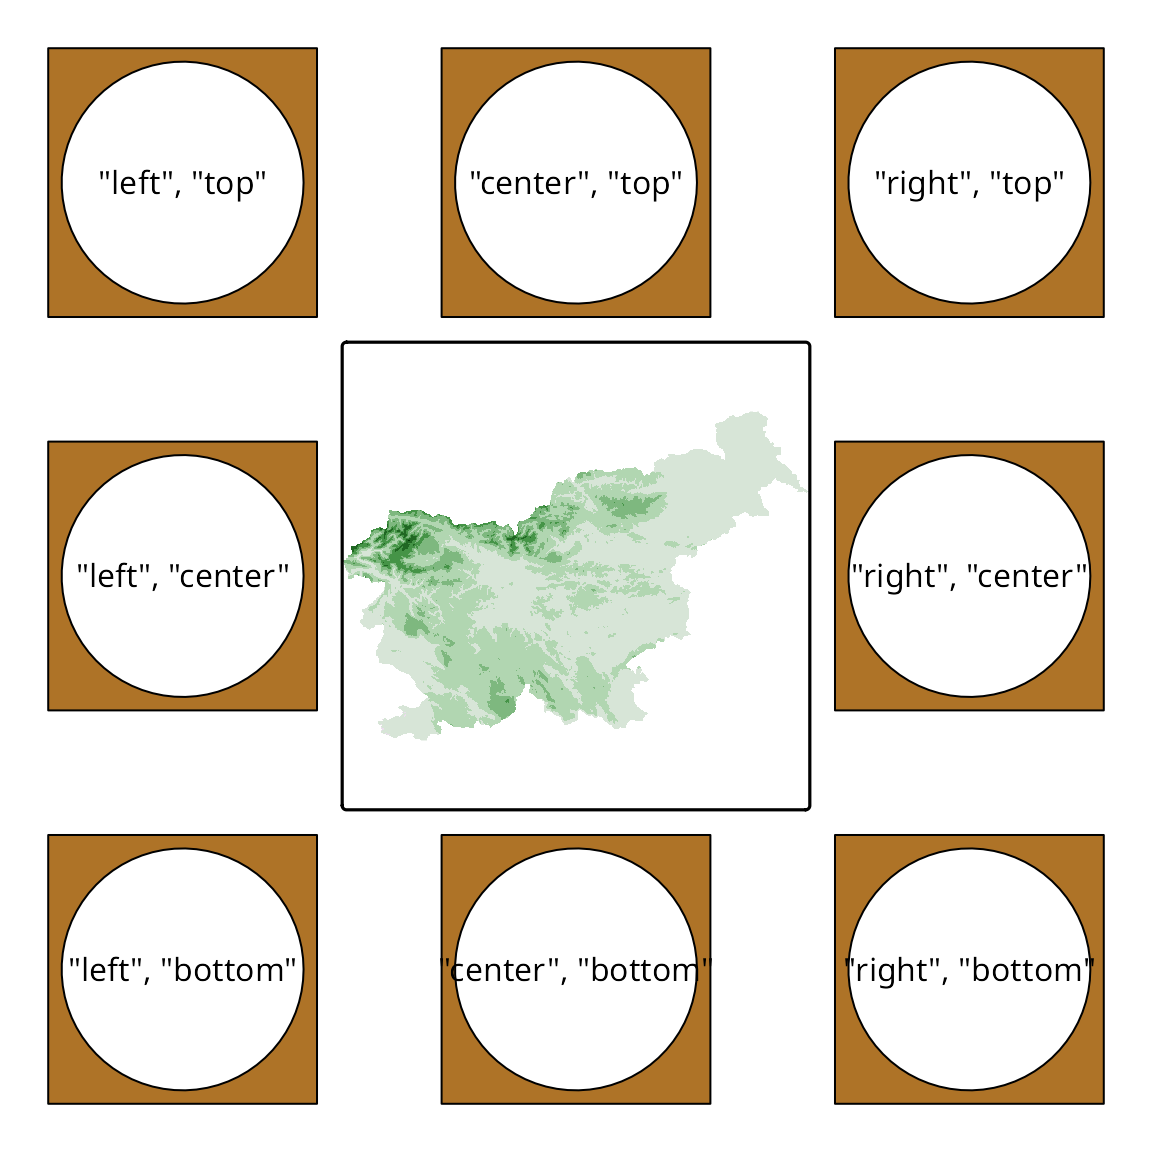 "left", "top"
"center", "top"
"right", "top"
"left", "center"
"right", "center"
"left", "bottom"
"center", "bottom"
"right", "bottom"